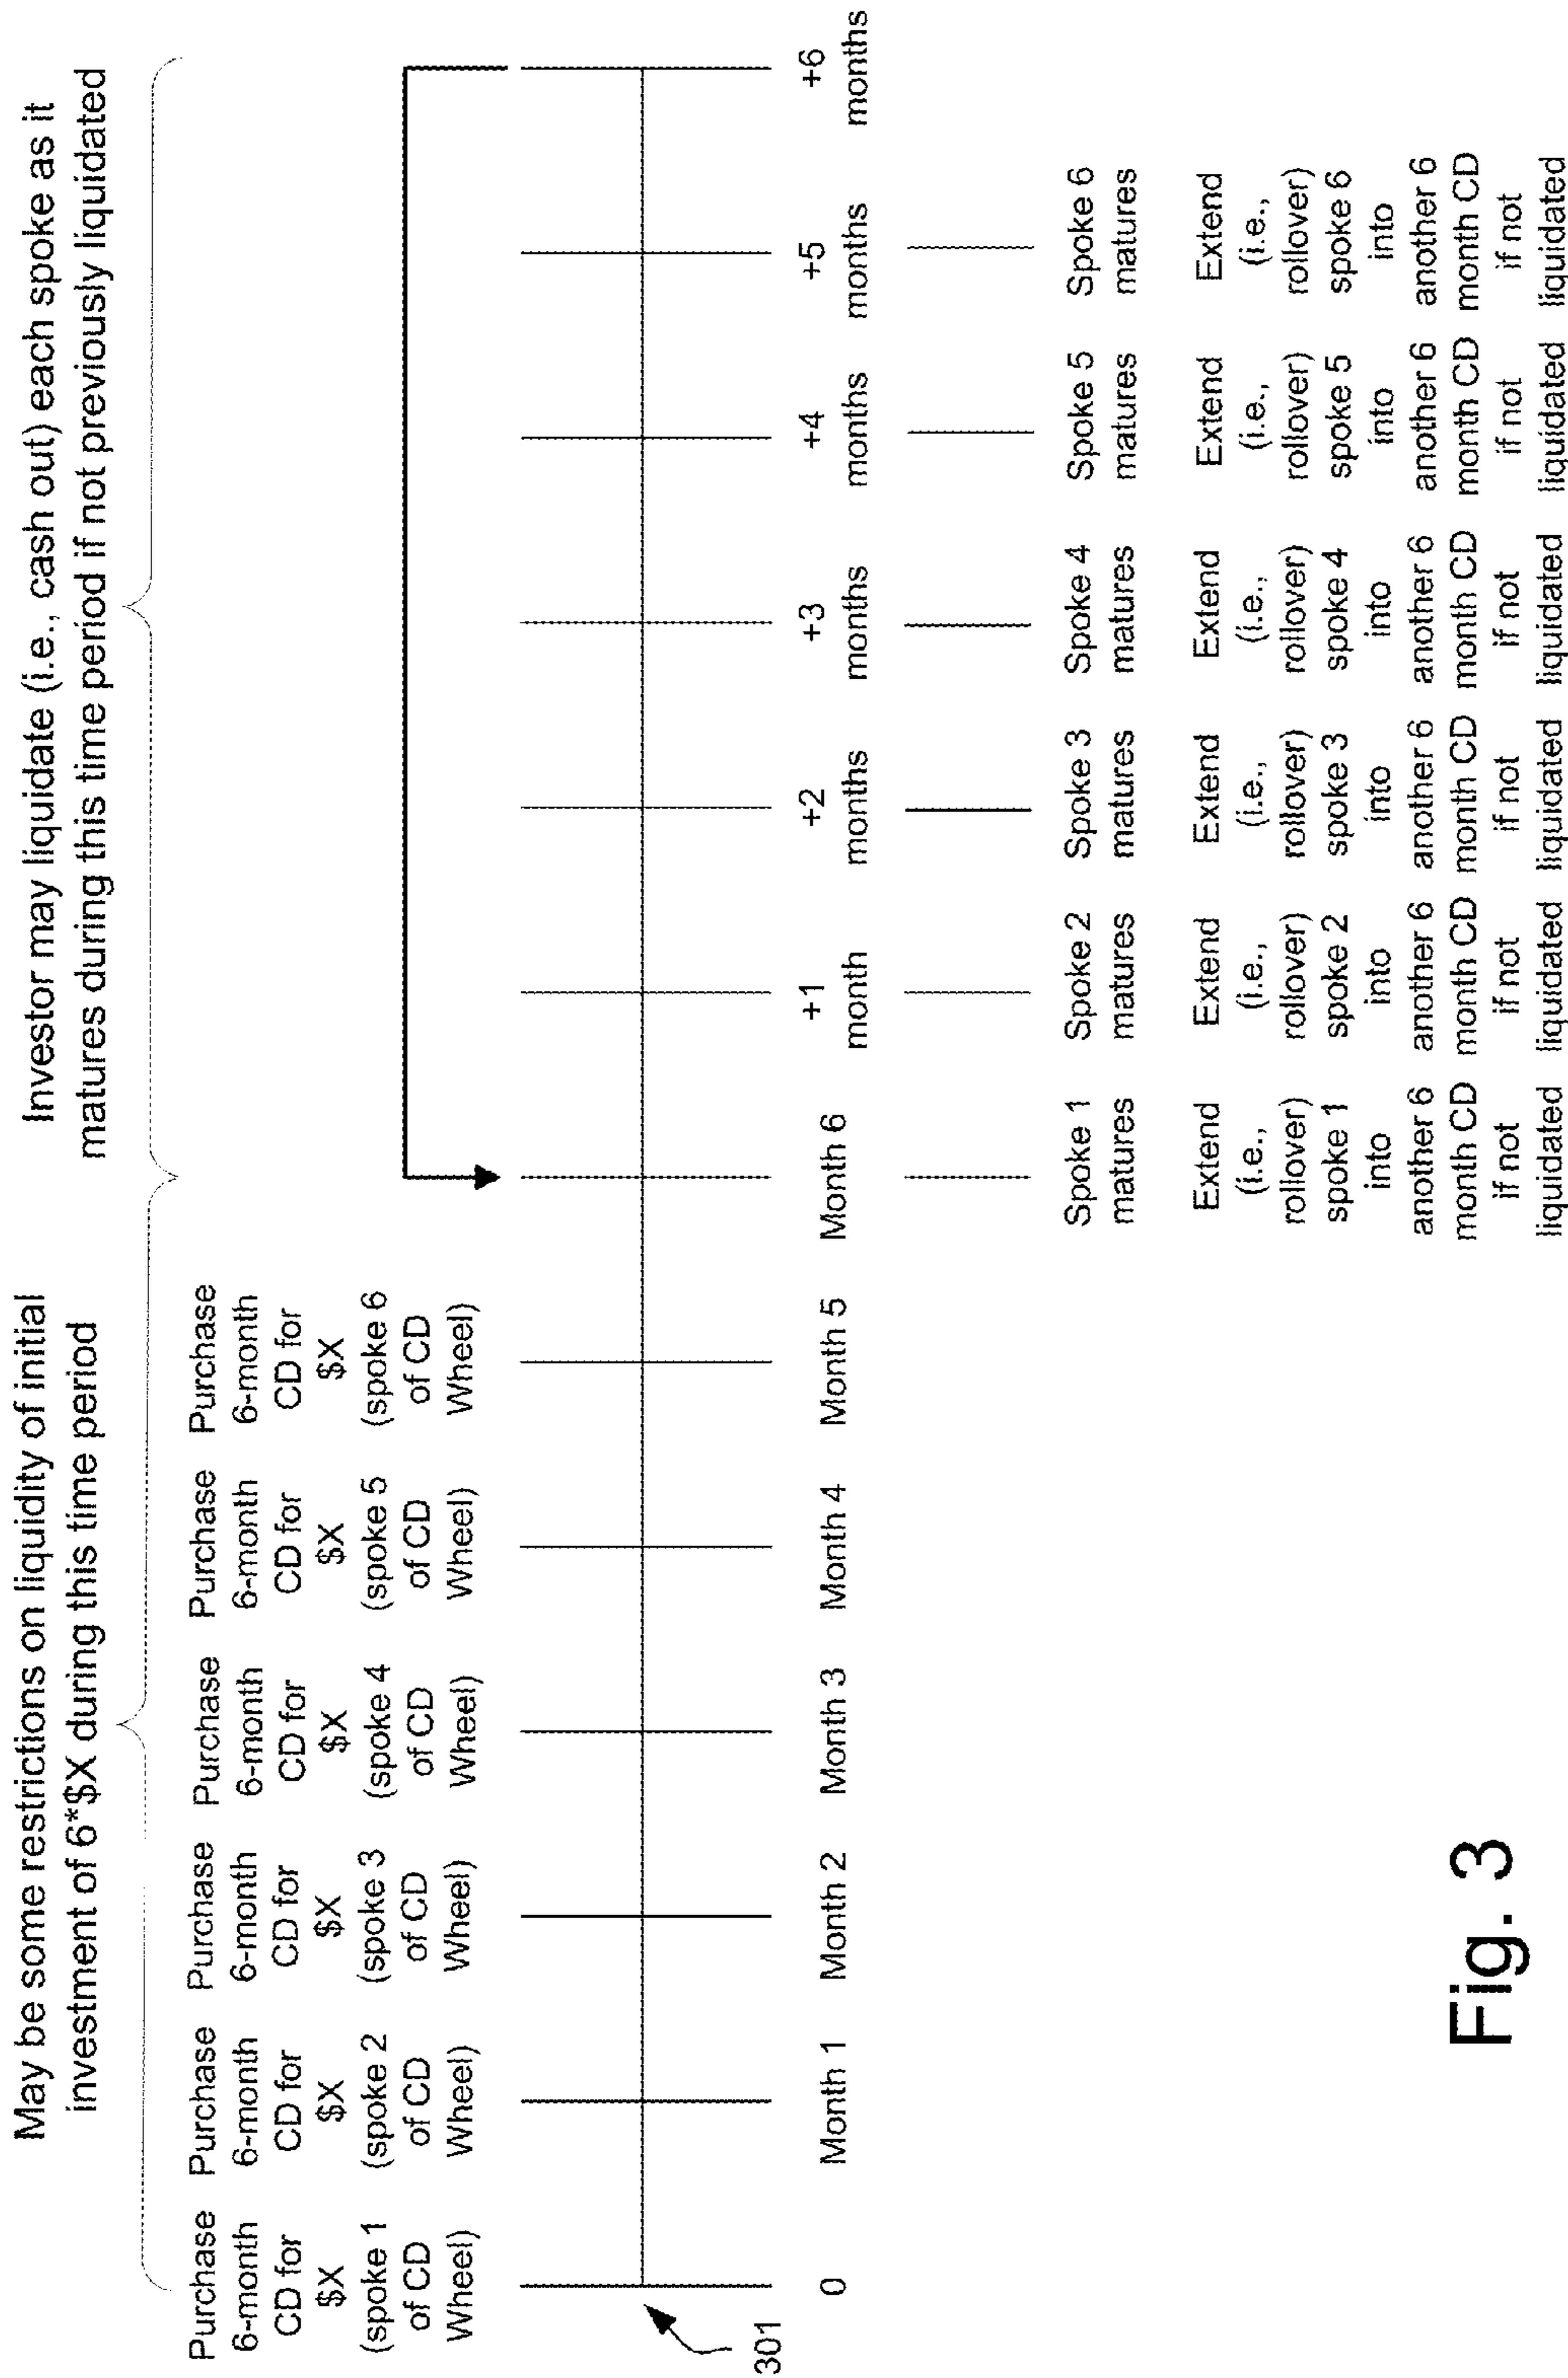 May be some restrictions on liquidity of initial
investment of 6*$X during this time period
Investor may liquidate (i.e., cash out) each spoke as it
matures during this time period if not previously liquidated
Purchase
6-month
CD for
$X
(spoke 1
of CD
Wheel)
Purchase
6-month
CD for
$X
(spoke 2
of CD
Wheel)
Purchase
6-month
CD for
$X
(spoke 3
of CD
Wheel)
Purchase
6-month
CD for
$X
(spoke 4
of CD
Wheel)
Purchase
6-month
CD for
$X
(spoke 5
of CD
Wheel)
Purchase
6-month
CD for
$X
(spoke 6
of CD
Wheel)
301
0
Month 1
Month 2
Month 3
Month 4
Month 5
Month 6
+1
month
+2
months
+3
months
+4
months
+5
months
+6
months
Spoke 1
matures
Extend
(i.e.,
rollover)
spoke 1
into
another 6
month CD
if not
liquidated
Spoke 2
matures
Extend
(i.e.,
rollover)
spoke 2
into
another 6
month CD
if not
liquidated
Spoke 3
matures
Extend
(i.e.,
rollover)
spoke 3
into
another 6
month CD
if not
liquidated
Spoke 4
matures
Extend
(i.e.,
rollover)
spoke 4
into
another 6
month CD
if not
liquidated
Spoke 5
matures
Extend
(i.e.,
rollover)
spoke 5
into
another 6
month CD
if not
liquidated
Spoke 6
matures
Extend
(i.e.,
rollover)
spoke 6
into
another 6
month CD
if not
liquidated
Fig. 3